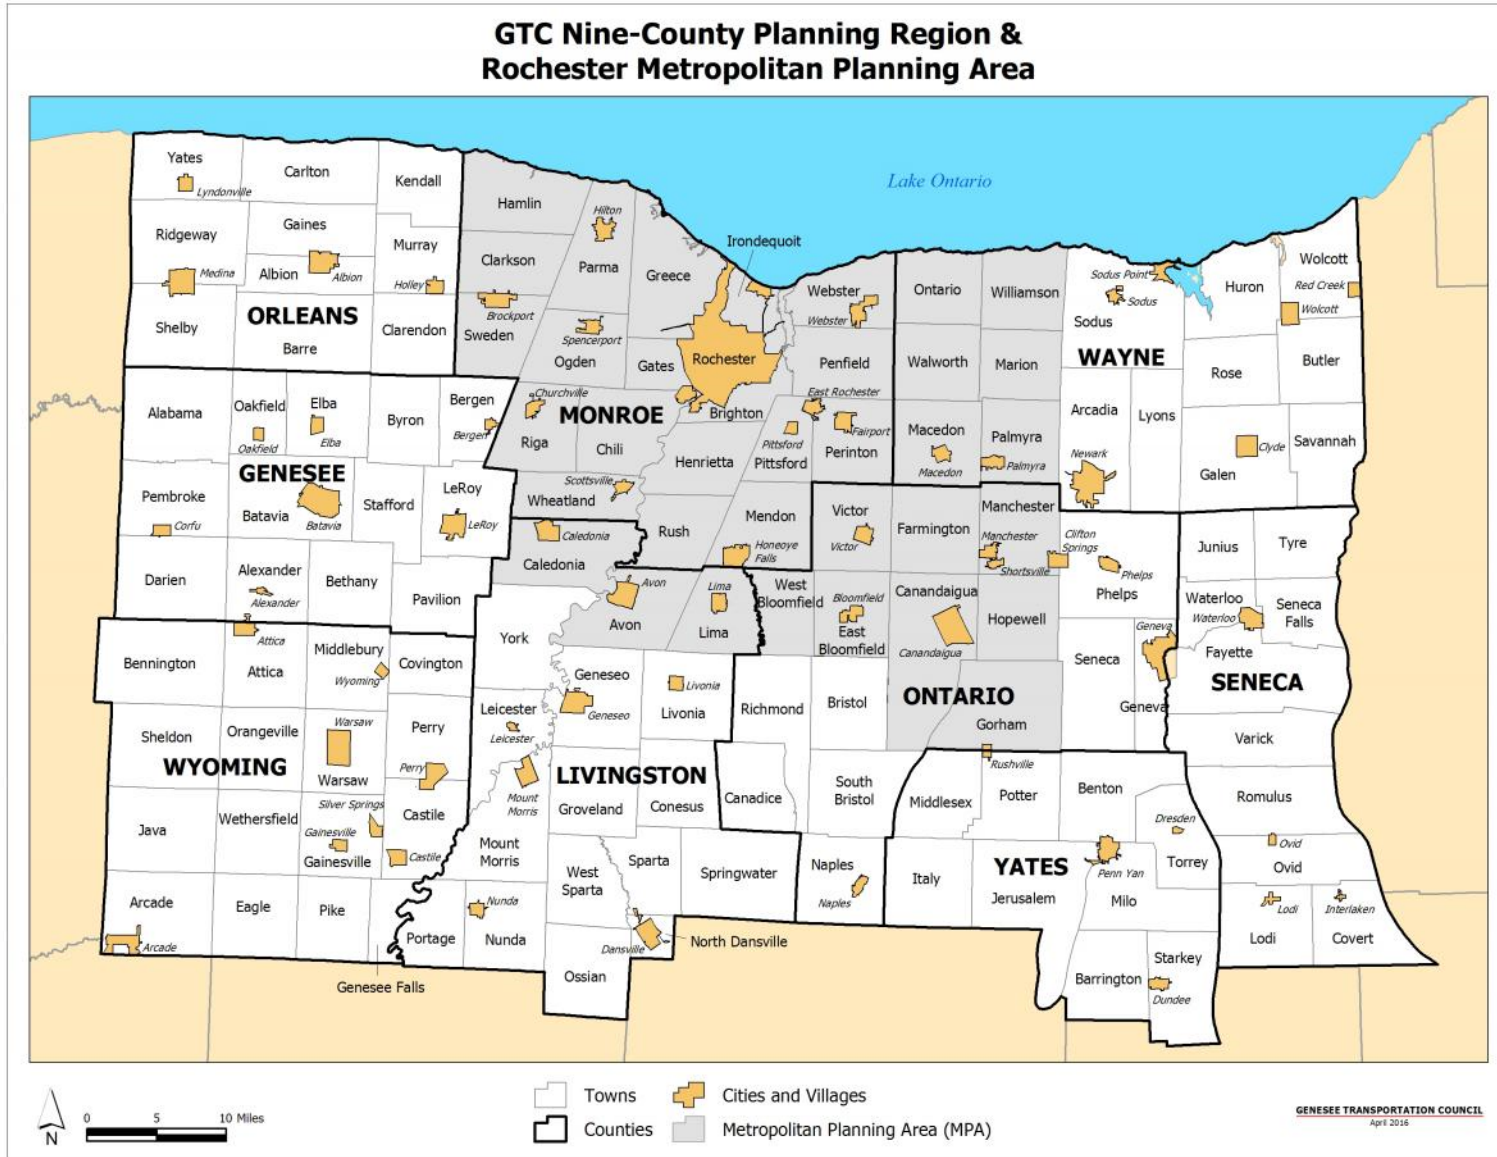 GTC Nine-County Planning Region &
Rochester Metropolitan Planning Area
Lake Ontario
Yates
Lyndonville
Carlton
Kendall
Ridgeway
Gaines
Murray
Medina
Albion
Albion
Holley
ORLEANS
Shelby
Barre
Clarendon
Hamlin
Hilton
Irondequoit
Clarkson
Parma
Greece
Brockport
Sweden
Spencerport
Ogden
Gates
Rochester
Webster
Webster
Penfield
Churchville
MONROE
East Rochester
Brighton
Riga
Chili
Henrietta
Pittsford
Pittsford
Fairport
Perinton
Scottsville
Wheatland
Rush
Mendon
Honeoye
Falls
Ontario
Williamson
Sodus Point
Sodus
Sodus
Huron
Wolcott
Red Creek
Wolcott
WAYNE
Walworth
Marion
Rose
Butler
Arcadia
Lyons
Macedon
Macedon
Palmyra
Palmyra
Newark
Clyde
Galen
Savannah
Alabama
Oakfield
Oakfield
Elba
Elba
Byron
Bergen
Bergen
GENESEE
Pembroke
Corfu
Batavia
Batavia
Stafford
LeRoy
LeRoy
Darien
Alexander
Alexander
Bethany
Pavilion
Caledonia
Caledonia
Avon
Avon
Lima
Lima
York
Victor
Victor
Farmington
Manchester
Manchester
Shortsville
Clifton
Springs
Phelps
Phelps
West
Bloomfield
Bloomfield
East
Bloomfield
Canandaigua
Canandaigua
Hopewell
Seneca
Geneva
Geneva
ONTARIO
Gorham
Rushville
Richmond
Bristol
Canadice
South
Bristol
Naples
Naples
Junius
Tyre
Waterloo
Waterloo
Seneca
Falls
Fayette
SENECA
Varick
Romulus
Ovid
Ovid
Lodi
Lodi
Interlaken
Covert
Bennington
Attica
Attica
Middlebury
Wyoming
Covington
Sheldon
Orangeville
Warsaw
Warsaw
Perry
Perry
WYOMING
Java
Wethersfield
Silver Springs
Gainesville
Gainesville
Castile
Castile
Arcade
Arcade
Eagle
Pike
Genesee Falls
Geneseo
Geneseo
Livonia
Livonia
Leicester
Leicester
LIVINGSTON
Mount
Morris
Groveland
Conesus
Mount
Morris
West
Sparta
Sparta
Springwater
Nunda
Nunda
Portage
Dansville
North Dansville
Ossian
Middlesex
Potter
Benton
Dresden
Torrey
YATES
Penn Yan
Italy
Jerusalem
Milo
Barrington
Starkey
Dundee
N
0 5 10 Miles
Towns
Cities and Villages
Counties
Metropolitan Planning Area (MPA)
GENESEE TRANSPORTATION COUNCIL
April 2016